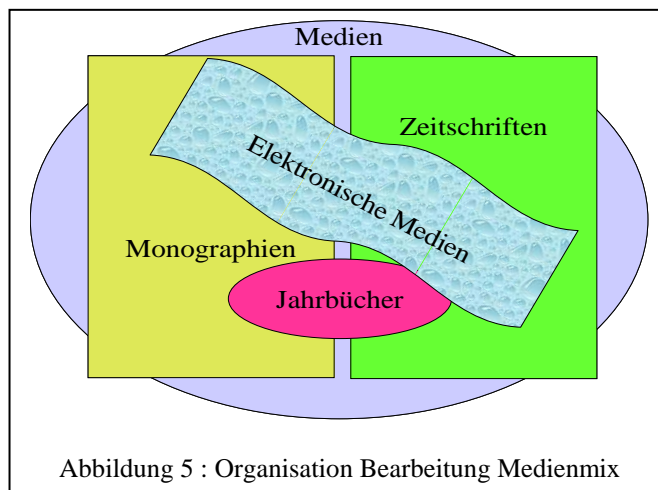 Medien
Zeitschriften
Elektronische Medien
Monographien
Jahrbücher
Abbildung 5 : Organisation Bearbeitung Medienmix